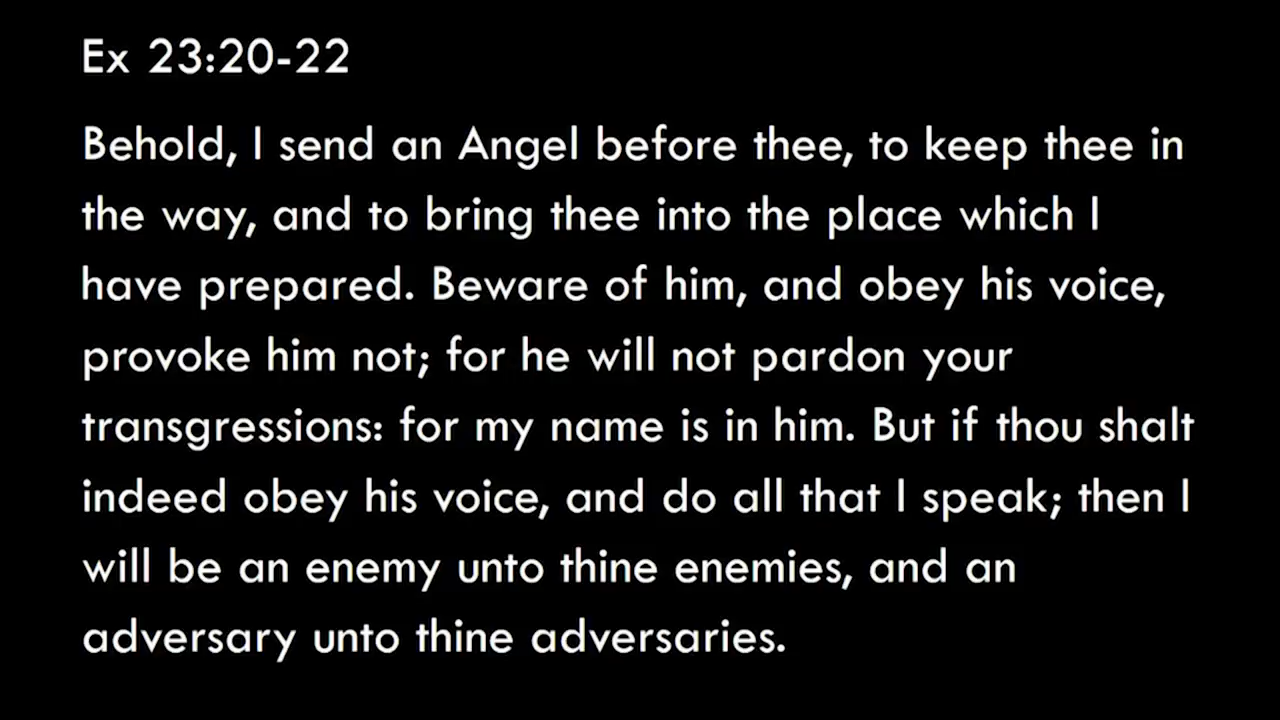 Ex 23:20-22
Behold, I send an Angel before thee, to keep thee in
the way, and to bring thee into the place which I
have prepared. Beware of him, and obey his voice,
provoke him not; for he will not pardon your
transgressions: for my name is in him. But if thou shalt
indeed obey his voice, and do all that I speak; then I
will be an enemy unto thine enemies, and an
adversary unto thine adversaries.